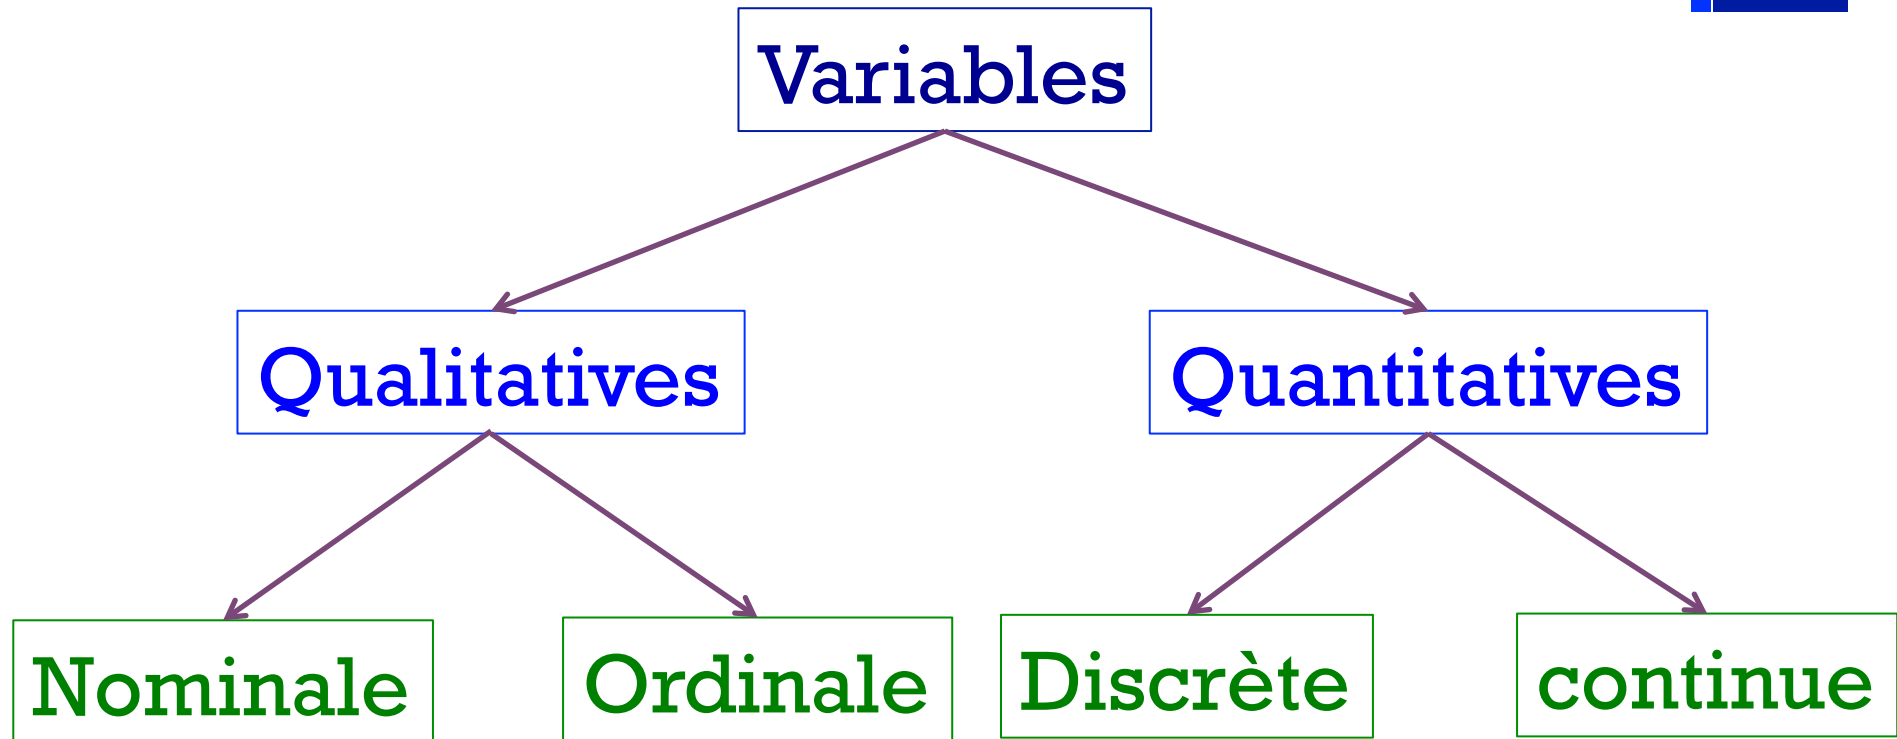 Variables
Qualitatives
Quantitatives
Nominale
Ordinale
Discrète
continue